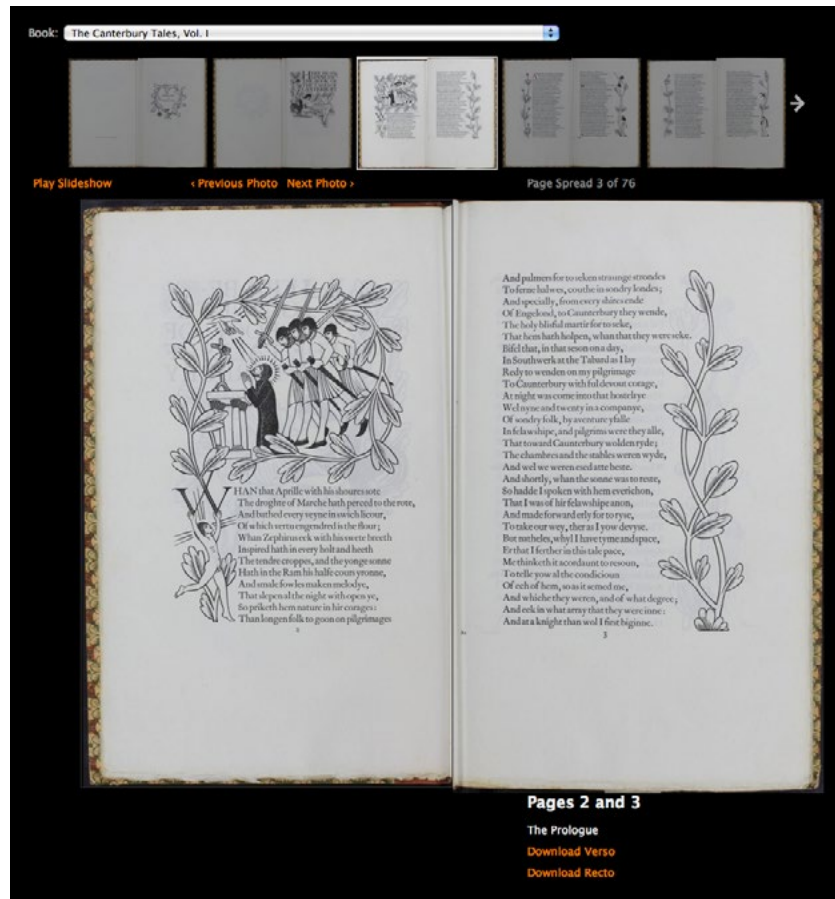 Book: The Canterbury Tales, Vol. I
Play Slideshow
‹ Previous Photo Next Photo ›
Page Spread 3 of 76
WHAN that Aprille with his shoures sote
The droghte of Marche hath perced to the rote,
And bathed every veyne in swich licour,
Of which vertu engendred is the flour;
Whan Zephirus eek with his swete breeth
Inspired hath in every holt and heeth
The tendre croppes, and the yonge sonne
Hath in the Ram his halfe cours yronne,
And smale fowles maken melodye,
That slepen al the night with open ye,
So priketh hem nature in hir corages:
Than longen folk to goon on pilgrimages
2
And palmers for to seken straunge strondes
To ferne halwes, couthe in sondry londes;
And specially, from every shires ende
Of Engelond, to Caunterbury they wende,
The holy blisful martir for to seke,
That hem hath holpen, whan that they were seke.
Bifel that, in that seson on a day,
In Southwerk at the Tabard as I lay
Redy to wenden on my pilgrimage
To Caunterbury with ful devout corage,
At night was come into that hostelrye
Wel nyne and twenty in a companye,
Of sondry folk, by aventure yfalle
In felawshipe, and pilgrims were they alle,
That toward Caunterbury wolden ryde;
The chambres and the stables weren wyde,
And wel we weren esed atte beste.
And shortly, whan the sonne was to reste,
So hadde I spoken with hem everichon,
That I was of hir felawshipe anon,
And made forward erly for to ryse,
To take our wey, ther as I yow devyse.
But natheles, whyl I have tyme and space,
Er that I ferther in this tale pace,
Me thinketh it acordaunt to resoun,
To telle yow al the condicioun
Of ech of hem, so as it semed me,
And whiche they weren, and of what degree;
And eek in what array that they were inne:
And at a knight than wol I first biginne.
3
Pages 2 and 3
The Prologue
Download Verso
Download Recto